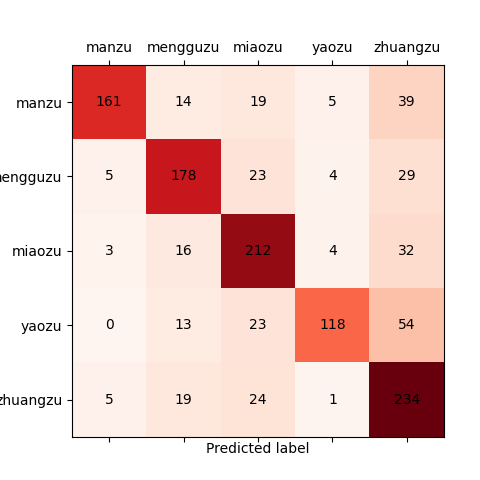 manzu mengguzu miaozu yaozu zhuangzu
manzu 161 14 19 5 39
engguzu 5 178 23 4 29
miaozu 3 16 212 4 32
yaozu 0 13 23 118 54
zhuangzu 5 19 24 1 234
Predicted label